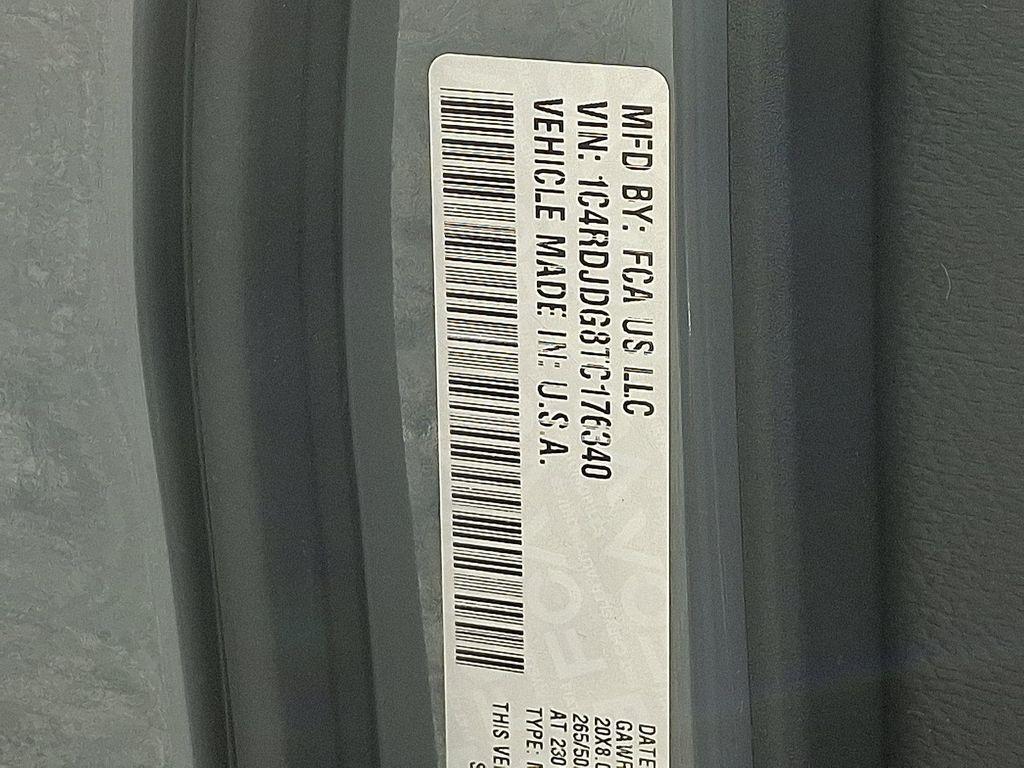 MFD BY: FCA US LLC
VIN: 1C4RDJDG8TC176340
VEHICLE MADE IN: U.S.A.
DATE
GAWR
20X8.0
265/50
AT 230
TYPE:
THIS VE